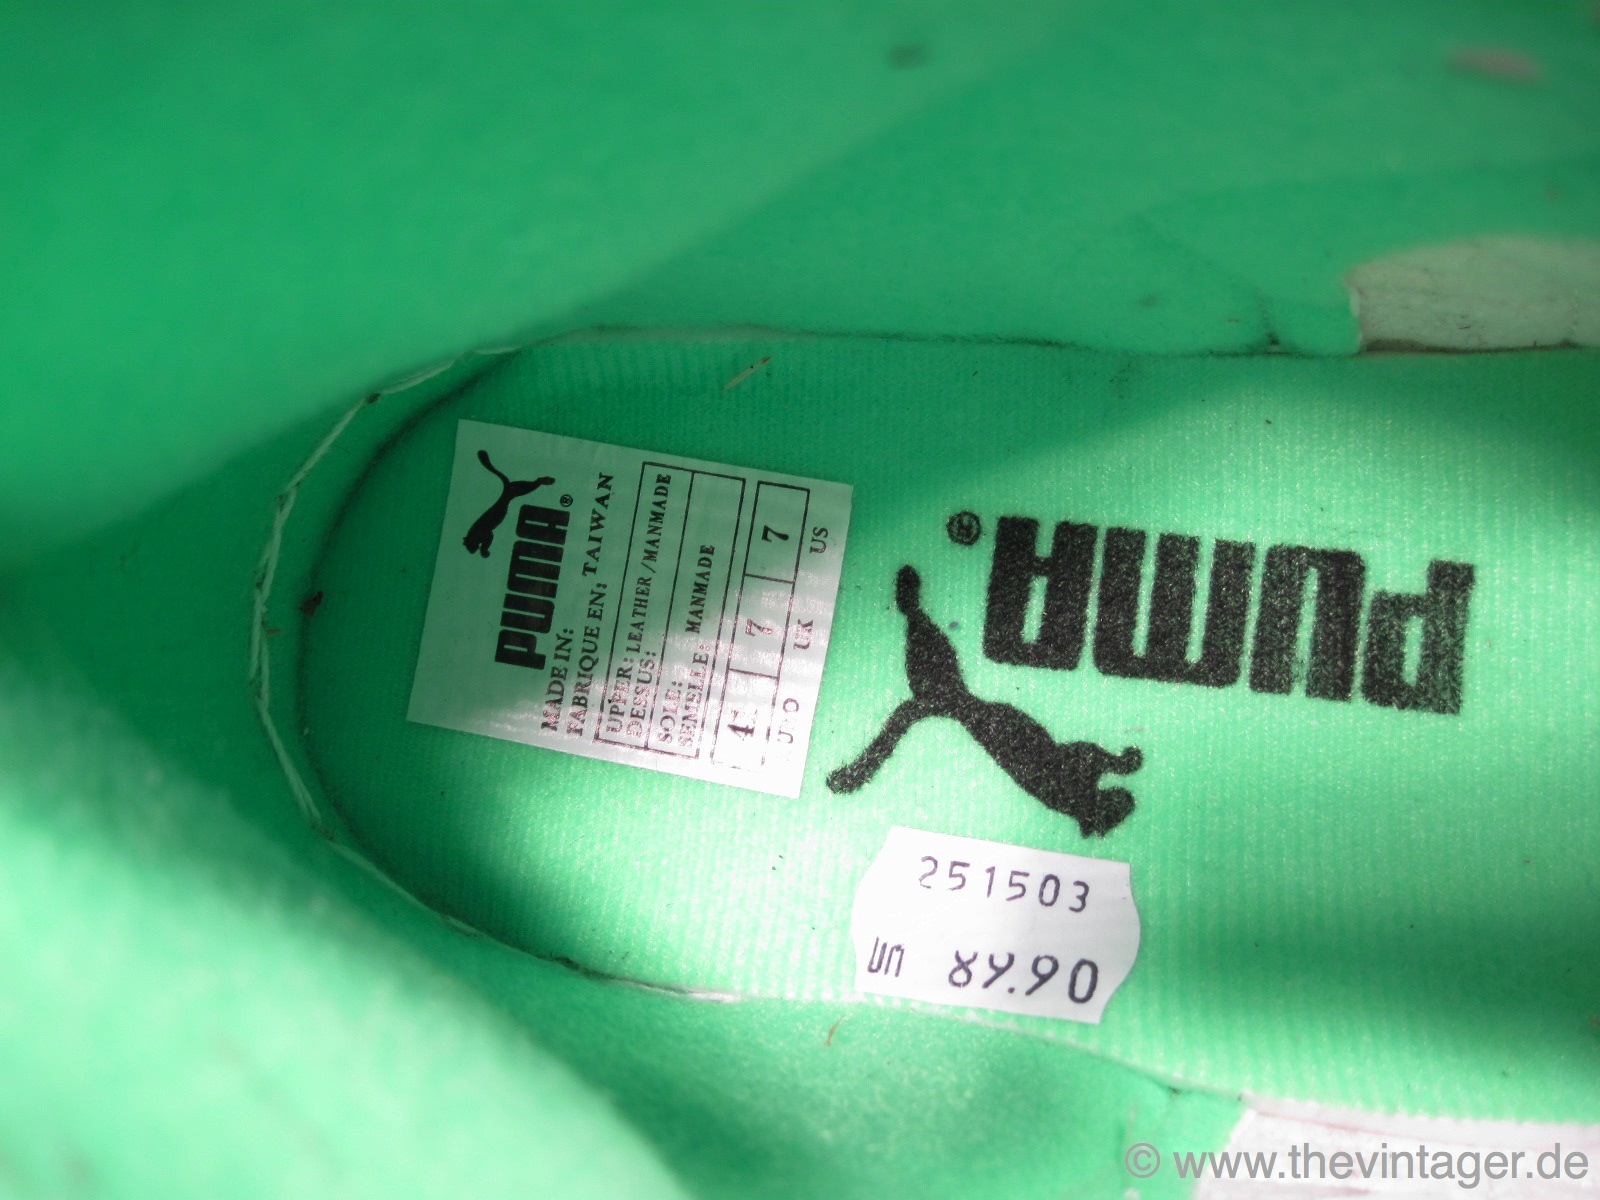 PUMA®
MADE IN:
FABRIQUE EN: TAIWAN
UPPER: LEATHER/MANMADE
DESSUS:
SOLE:
SEMELLE: MANMADE
7 7
UK US
PUMA®
251503
89.90
© www.thevintager.de